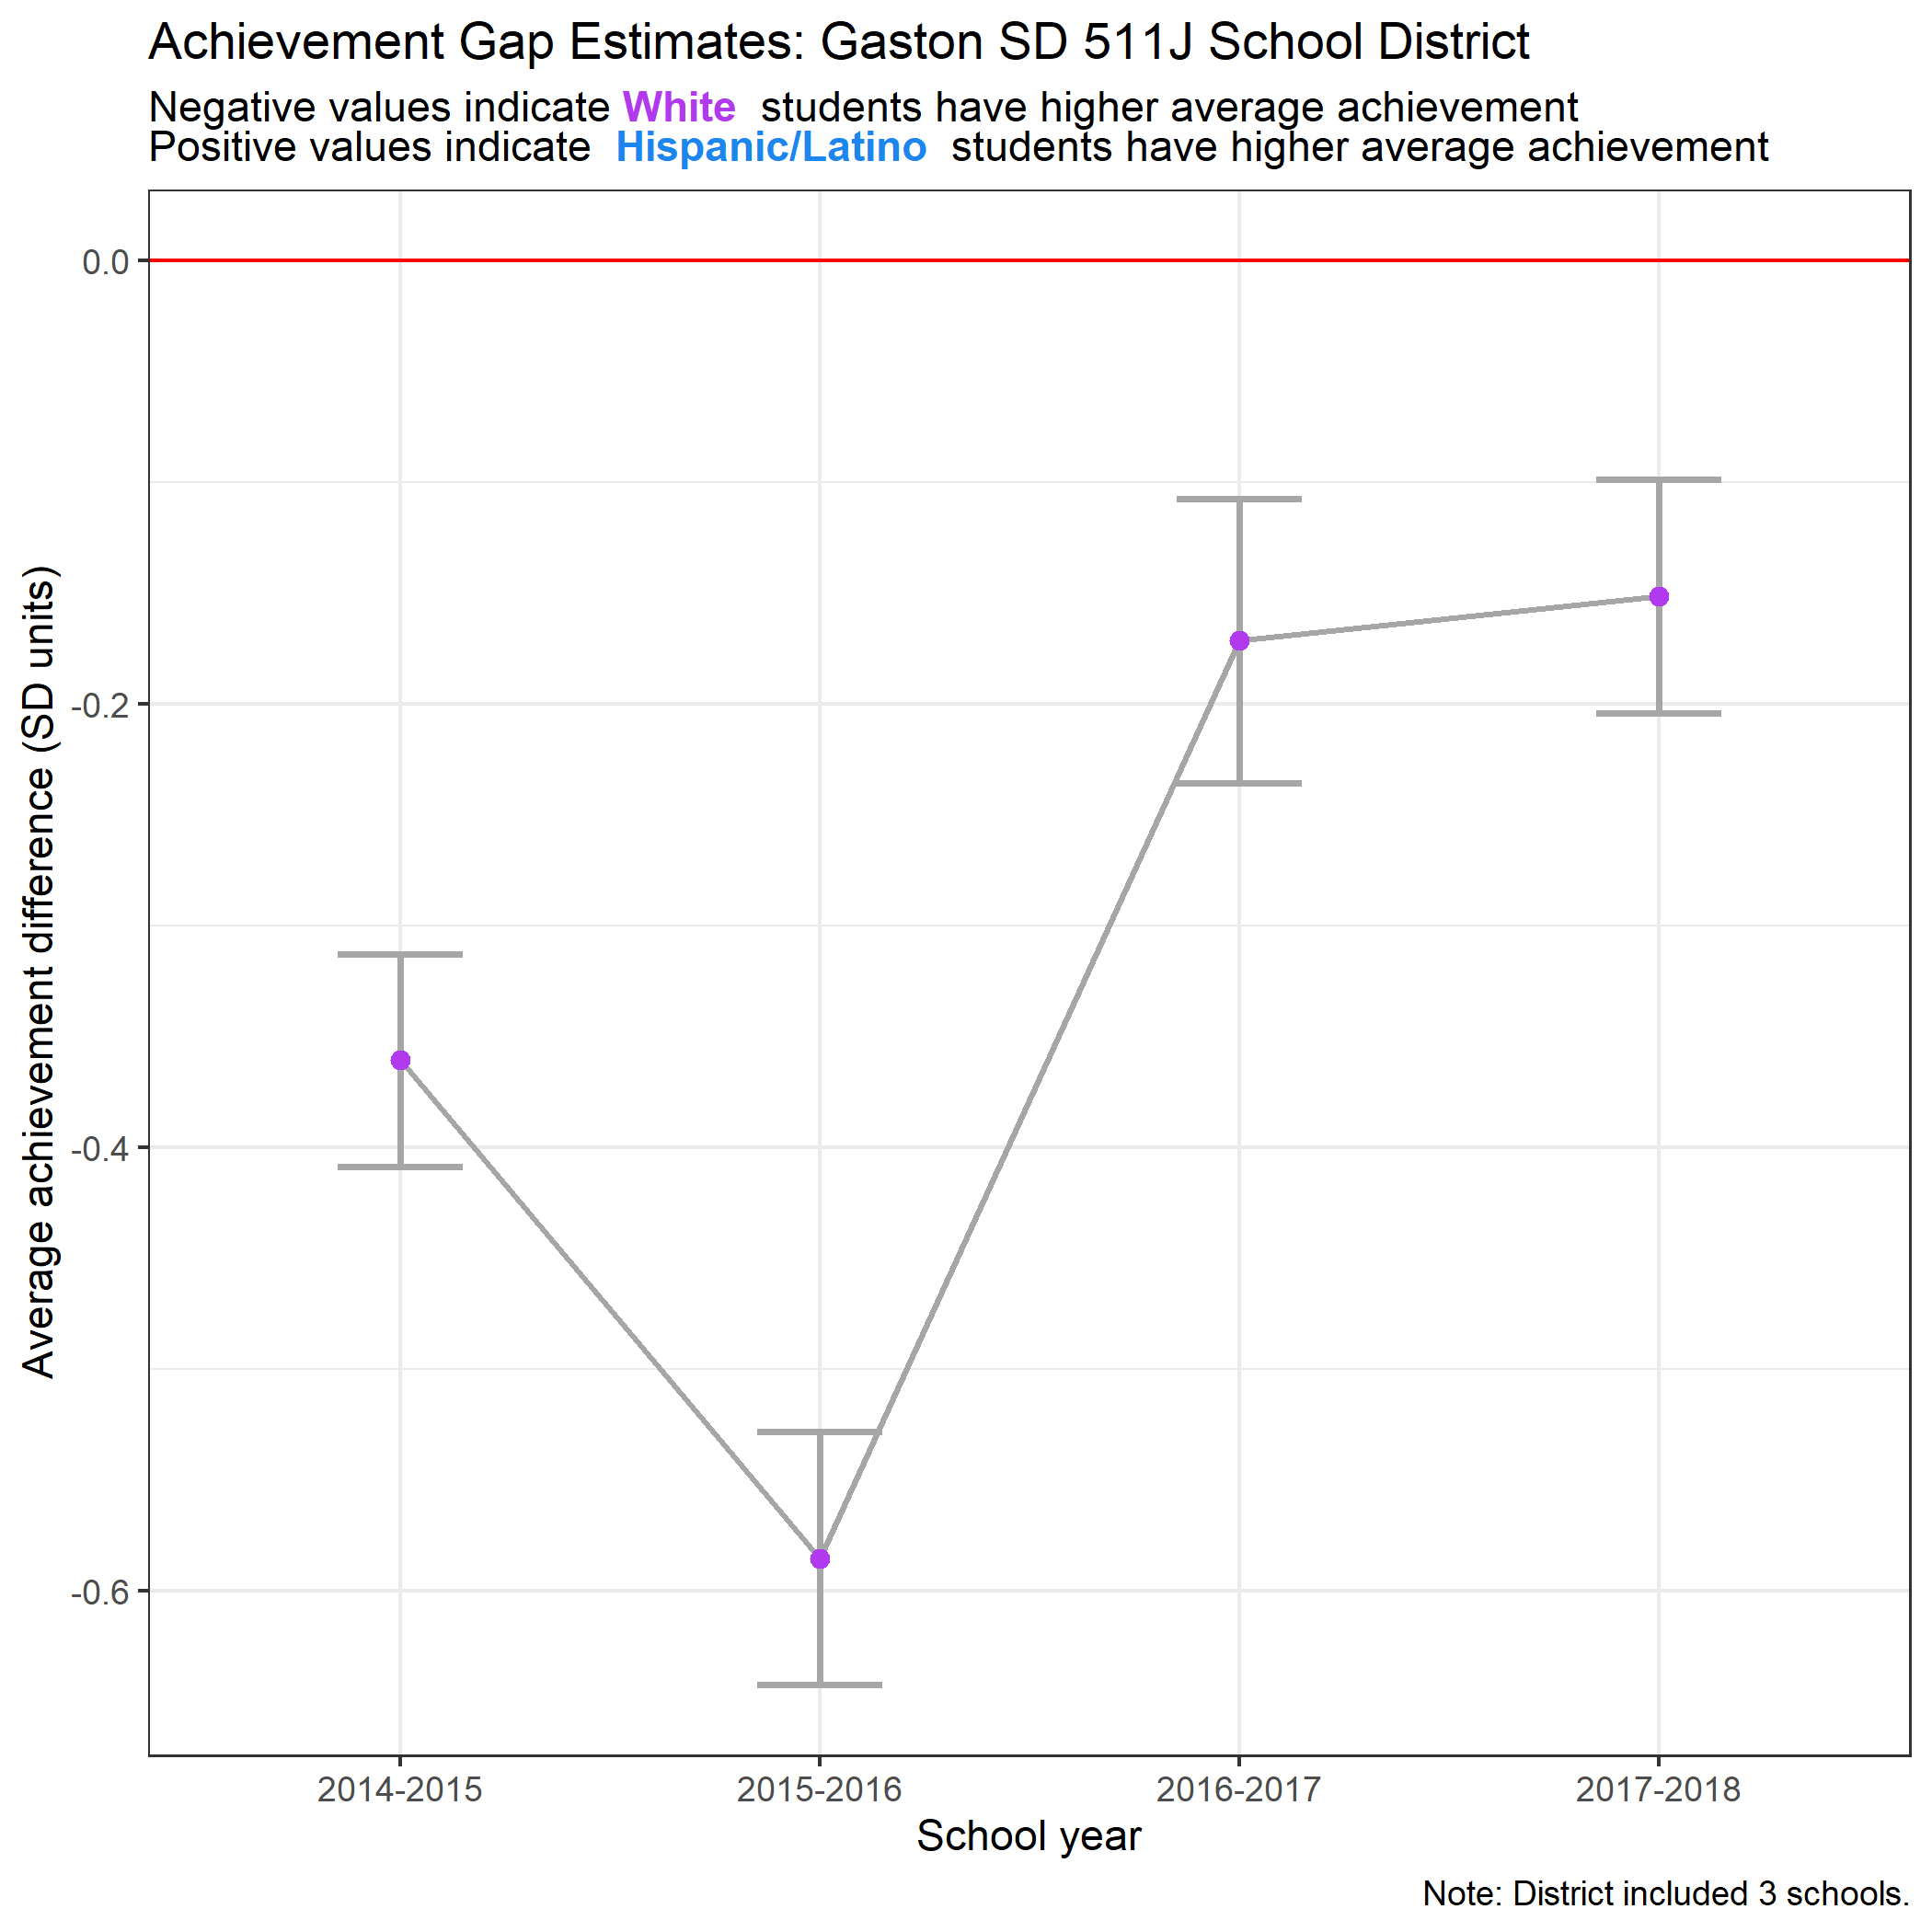 Achievement Gap Estimates: Gaston SD 511J School District
Negative values indicate White students have higher average achievement
Positive values indicate Hispanic/Latino students have higher average achievement
Average achievement difference (SD units)
0.0
-0.2
-0.4
-0.6
2014-2015 2015-2016 2016-2017 2017-2018
School year
Note: District included 3 schools.